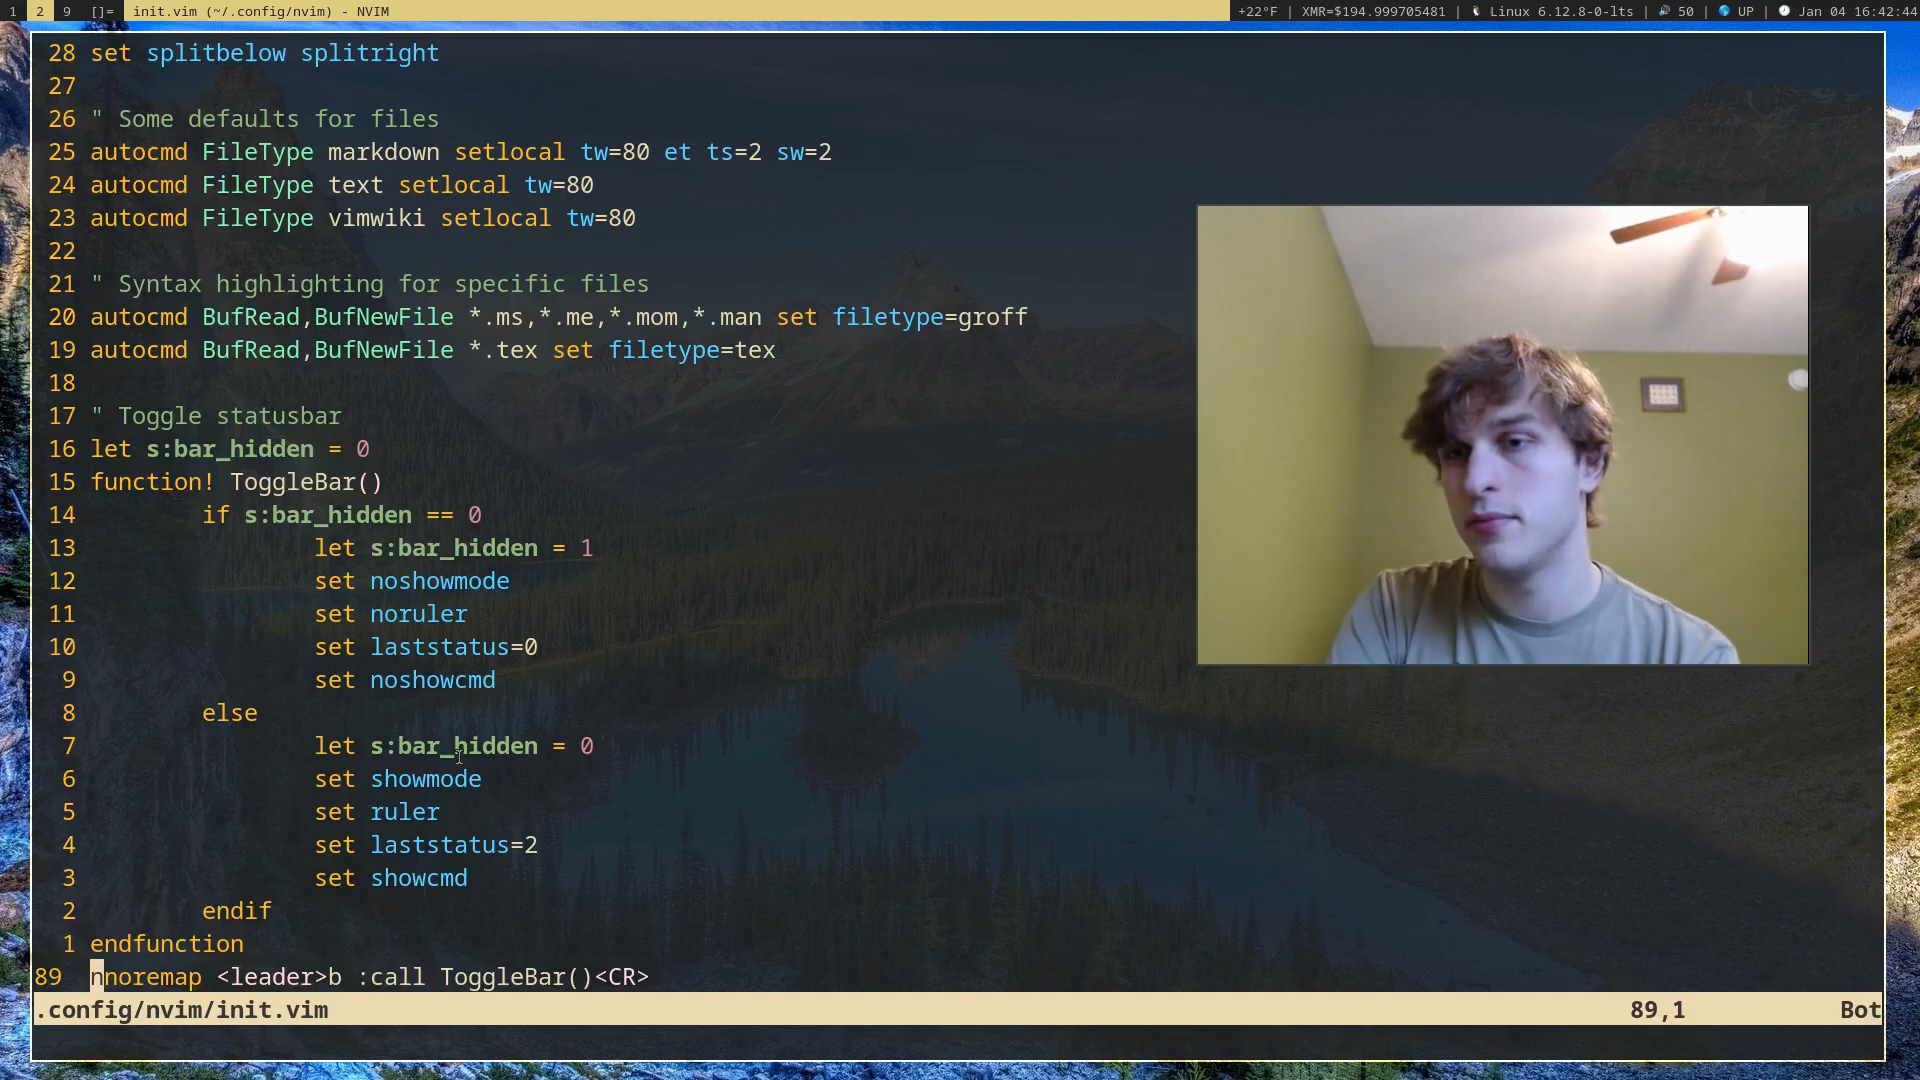 1 2 9 []= init.vim (~/.config/nvim) - NVIM +22°F | XMR=$194.999705481 | Linux 6.12.8-0-lts | 50 | UP | Jan 04 16:42:44
28 set splitbelow splitright
27
26 " Some defaults for files
25 autocmd FileType markdown setlocal tw=80 et ts=2 sw=2
24 autocmd FileType text setlocal tw=80
23 autocmd FileType vimwiki setlocal tw=80
22
21 " Syntax highlighting for specific files
20 autocmd BufRead,BufNewFile *.ms,*.me,*.mom,*.man set filetype=groff
19 autocmd BufRead,BufNewFile *.tex set filetype=tex
18
17 " Toggle statusbar
16 let s:bar_hidden = 0
15 function! ToggleBar()
14 if s:bar_hidden == 0
13 let s:bar_hidden = 1
12 set noshowmode
11 set noruler
10 set laststatus=0
9 set noshowcmd
8 else
7 let s:bar_hidden = 0
6 set showmode
5 set ruler
4 set laststatus=2
3 set showcmd
2 endif
1 endfunction
89 nnoremap <leader>b :call ToggleBar()<CR>
.config/nvim/init.vim 89,1 Bot